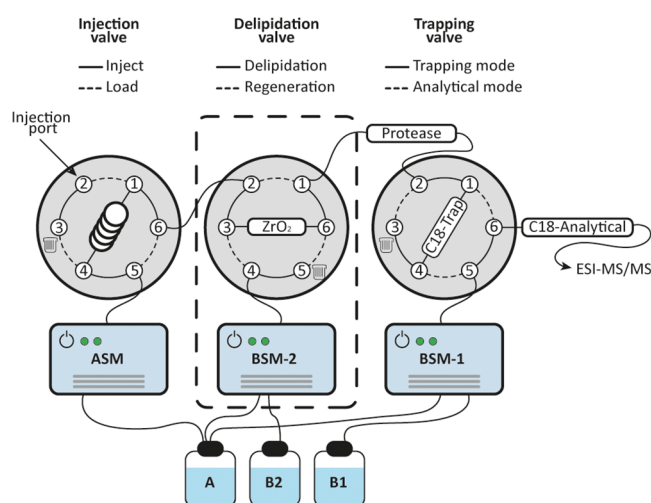 Injection
valve
Delipidation
valve
Trapping
valve
Inject
Load
Delipidation
Regeneration
Trapping mode
Analytical mode
Injection
port
Protease
2
1
3
6
4
5
2
1
3
ZrO₂
6
4
5
2
1
3
C18-Trap
6
4
5
C18-Analytical
ESI-MS/MS
ASM
BSM-2
BSM-1
A
B2
B1